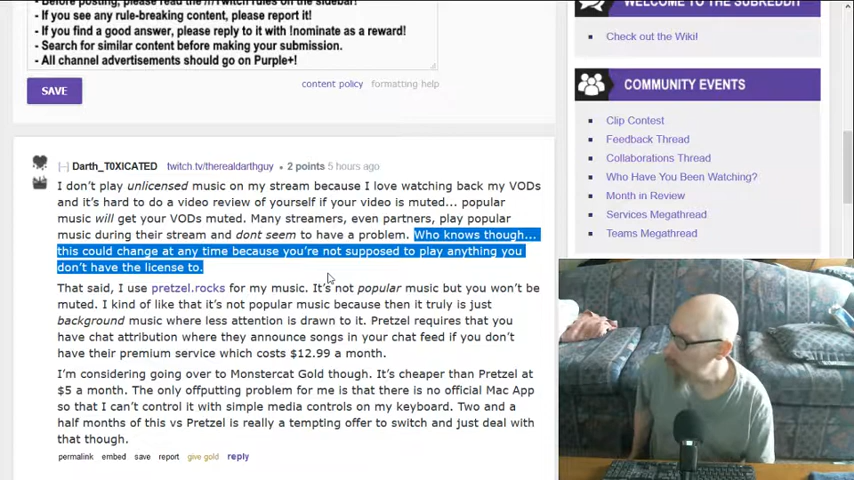 - Before posting, please read the /r/Twitch rules on the sidebar!
- If you see any rule-breaking content, please report it!
- If you find a good answer, please reply to it with !nominate as a reward!
- Search for similar content before making your submission.
- All channel advertisements should go on Purple+!
content policy formatting help
SAVE
[–] Darth_T0XICATED twitch.tv/therealdarthguy • 2 points 5 hours ago
I don't play unlicensed music on my stream because I love watching back my VODs
and it's hard to do a video review of yourself if your video is muted... popular
music will get your VODs muted. Many streamers, even partners, play popular
music during their stream and dont seem to have a problem. Who knows though...
this could change at any time because you're not supposed to play anything you
don't have the license to.
That said, I use pretzel.rocks for my music. It's not popular music but you won't be
muted. I kind of like that it's not popular music because then it truly is just
background music where less attention is drawn to it. Pretzel requires that you
have chat attribution where they announce songs in your chat feed if you don't
have their premium service which costs $12.99 a month.
I'm considering going over to Monstercat Gold though. It's cheaper than Pretzel at
$5 a month. The only offputting problem for me is that there is no official Mac App
so that I can't control it with simple media controls on my keyboard. Two and a
half months of this vs Pretzel is really a tempting offer to switch and just deal with
that though.
permalink embed save report give gold reply
WELCOME TO THE SUBREDDIT
Check out the Wiki!
COMMUNITY EVENTS
Clip Contest
Feedback Thread
Collaborations Thread
Who Have You Been Watching?
Month in Review
Services Megathread
Teams Megathread